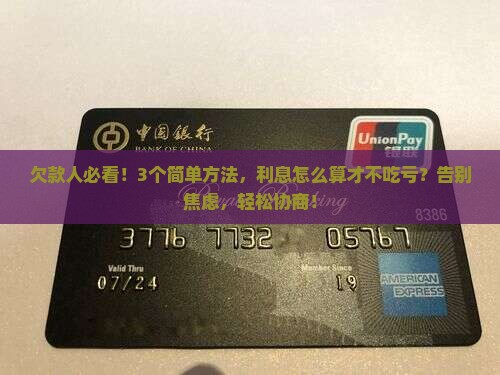 中国銀行
BANK OF CHINA
UnionPay
银联
欠款人必看！3个简单方法，利息怎么算才不吃亏？告别
焦虑，轻松协商！
8386
3776 7732 05767
Valid Thru
Member Since
07/24
19
AMERICAN
EXPRESS